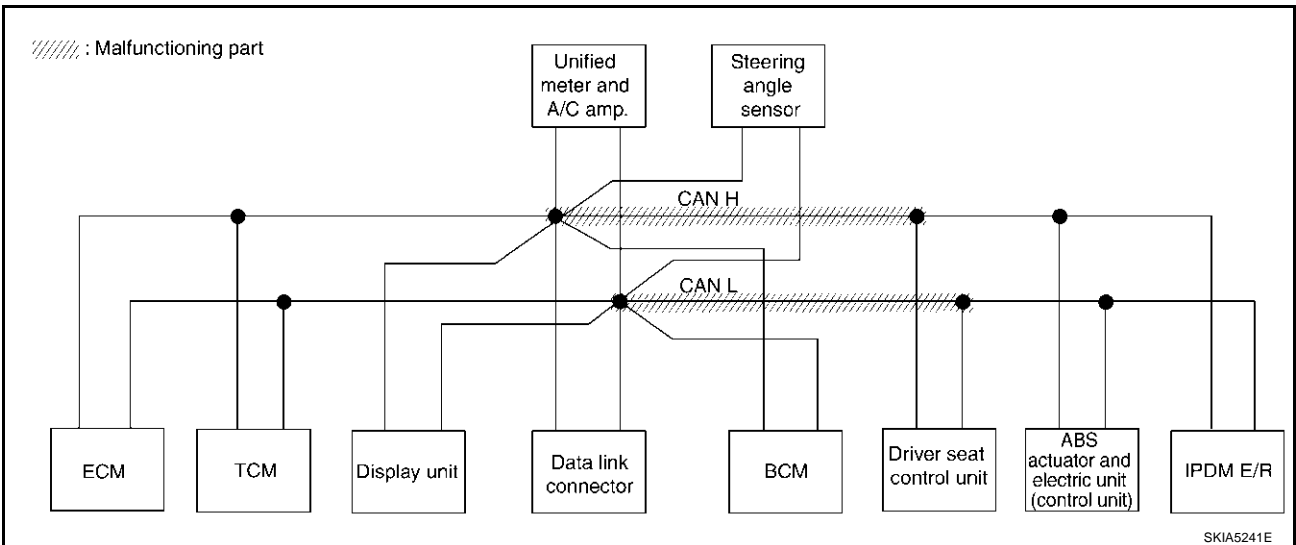 : Malfunctioning part
Unified
meter and
A/C amp.
Steering
angle
sensor
CAN H
CAN L
ECM
TCM
Display unit
Data link
connector
BCM
Driver seat
control unit
ABS
actuator and
electric unit
(control unit)
IPDM E/R
SKIA5241E